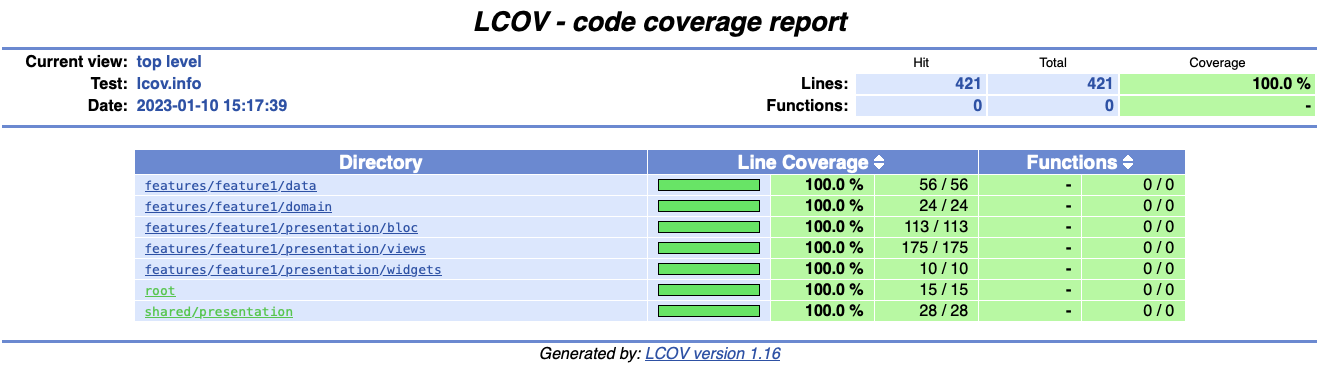 LCOV - code coverage report
Current view: top level
Hit Total Coverage
Test: lcov.info Lines: 421 421 100.0 %
Date: 2023-01-10 15:17:39 Functions: 0 0 -
Directory Line Coverage Functions
features/feature1/data 100.0 % 56 / 56 - 0 / 0
features/feature1/domain 100.0 % 24 / 24 - 0 / 0
features/feature1/presentation/bloc 100.0 % 113 / 113 - 0 / 0
features/feature1/presentation/views 100.0 % 175 / 175 - 0 / 0
features/feature1/presentation/widgets 100.0 % 10 / 10 - 0 / 0
root 100.0 % 15 / 15 - 0 / 0
shared/presentation 100.0 % 28 / 28 - 0 / 0
Generated by: LCOV version 1.16